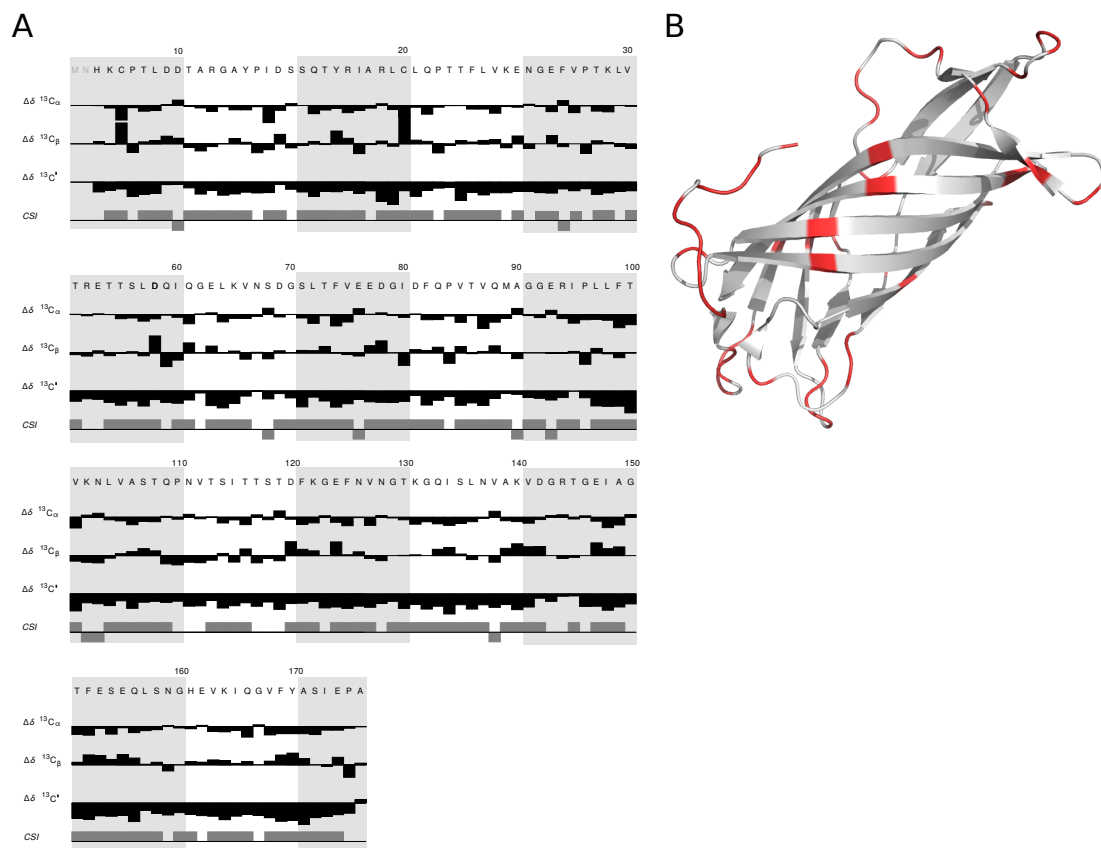 A
B
10 20 30
M N H K C P T L D D T A R G A Y P I D S S Q T Y R I A R L C L Q P T T F L V K E N G E F V P T K L V
Δδ ¹³Cα
Δδ ¹³Cβ
Δδ ¹³C'
CSI
60 70 80 90 100
T R E T T S L D Q I Q G E L K V N S D G S L T F V E E D G I D F Q P V T V Q M A G G E R I P L L F T
Δδ ¹³Cα
Δδ ¹³Cβ
Δδ ¹³C'
CSI
110 120 130 140 150
V K N L V A S T Q P N V T S I T T S T D F K G E F N V N G T K G Q I S L N V A K V D G R T G E I A G
Δδ ¹³Cα
Δδ ¹³Cβ
Δδ ¹³C'
CSI
160 170
T F E S E Q L S N G H E V K I Q G V F Y A S I E P A
Δδ ¹³Cα
Δδ ¹³Cβ
Δδ ¹³C'
CSI